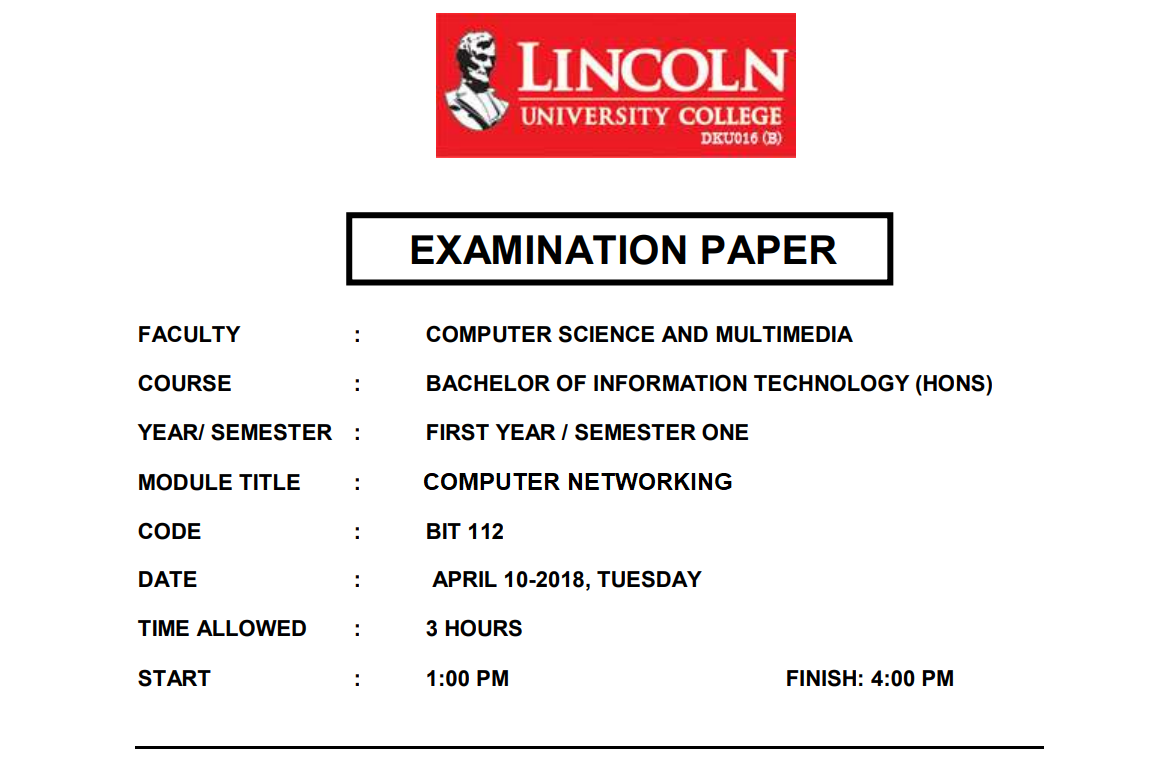 LINCOLN
UNIVERSITY COLLEGE
DKU016 (B)
EXAMINATION PAPER
FACULTY : COMPUTER SCIENCE AND MULTIMEDIA
COURSE : BACHELOR OF INFORMATION TECHNOLOGY (HONS)
YEAR/ SEMESTER : FIRST YEAR / SEMESTER ONE
MODULE TITLE : COMPUTER NETWORKING
CODE : BIT 112
DATE : APRIL 10-2018, TUESDAY
TIME ALLOWED : 3 HOURS
START : 1:00 PM FINISH: 4:00 PM